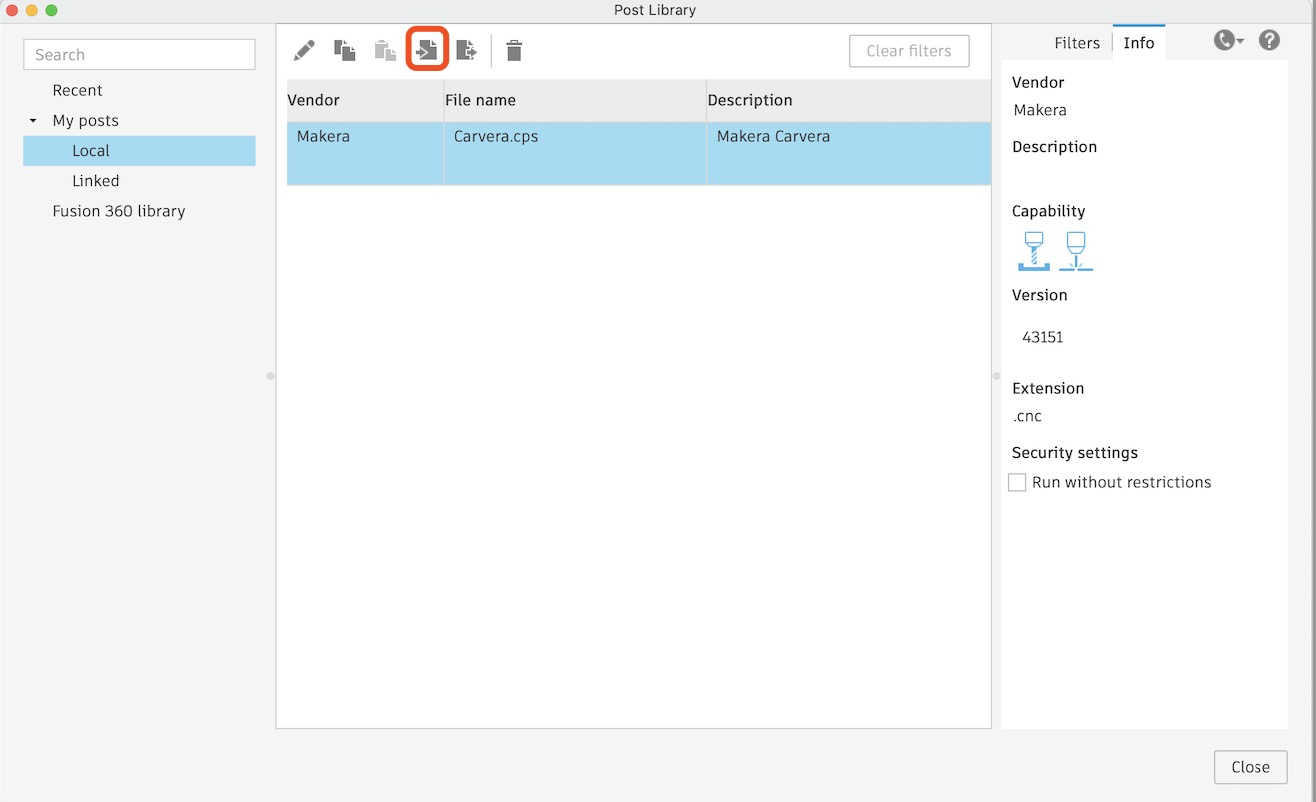 Post Library
Search
Recent
My posts
Local
Linked
Fusion 360 library
Clear filters
Vendor File name Description
Makera Carvera.cps Makera Carvera
Filters Info
Vendor
Makera
Description
Capability
Version
43151
Extension
.cnc
Security settings
Run without restrictions
Close